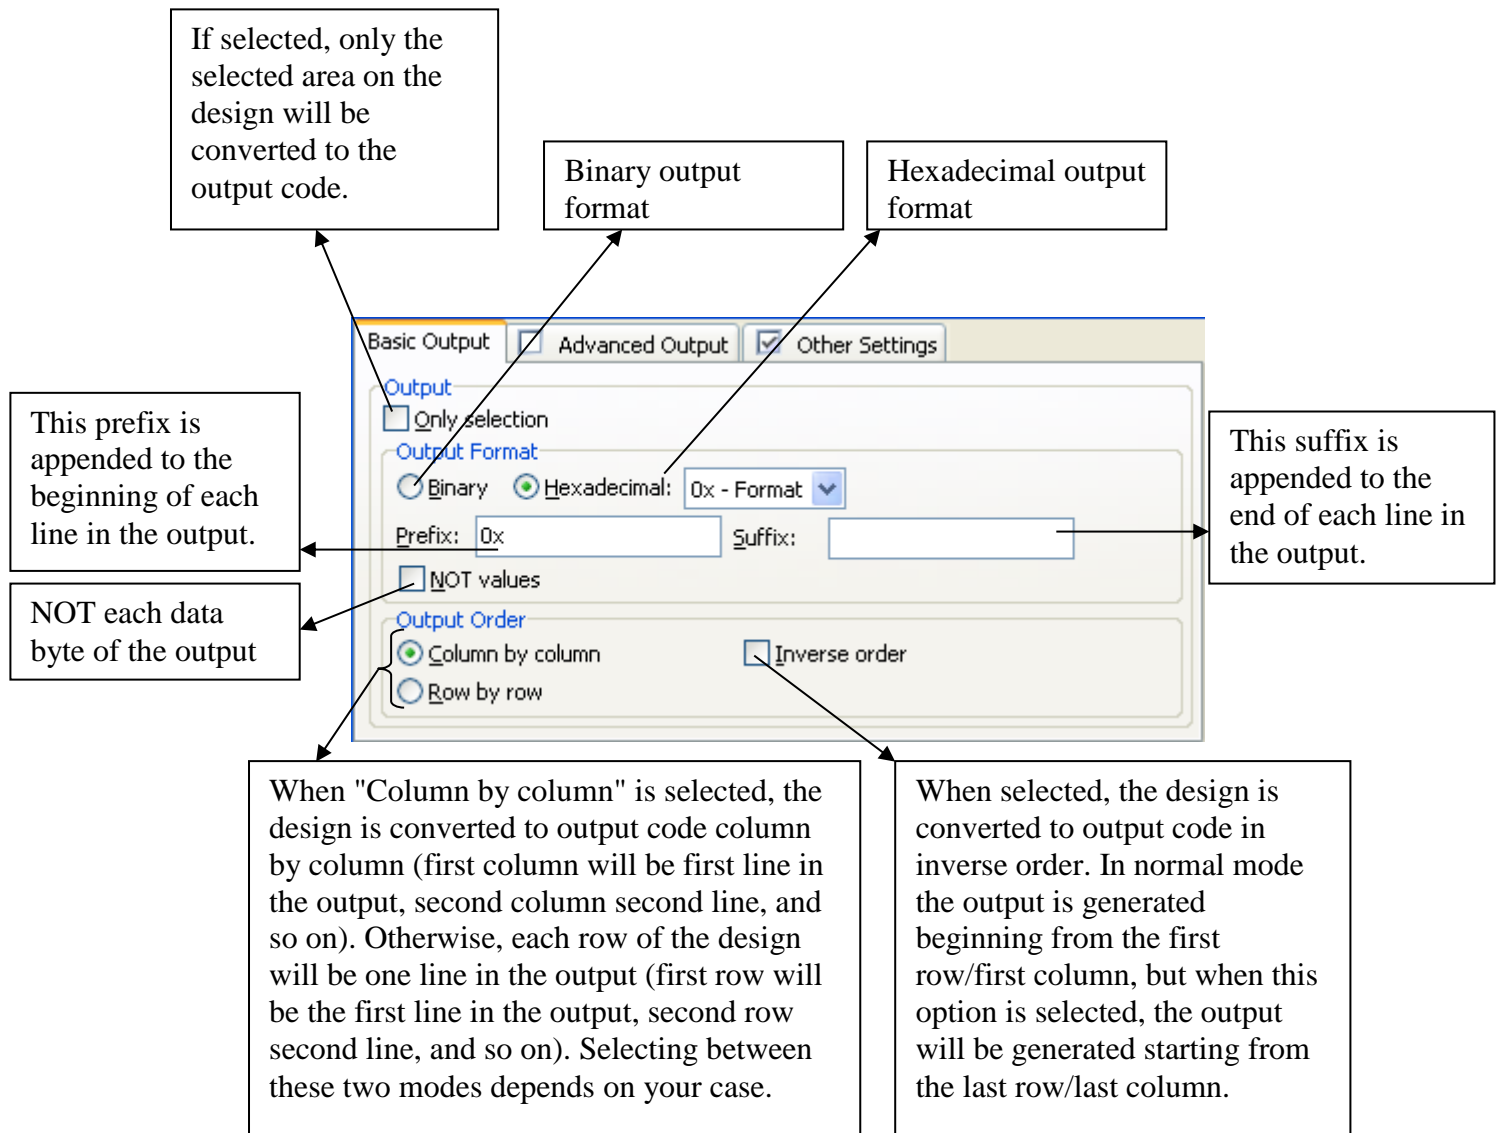 If selected, only the
selected area on the
design will be
converted to the
output code.
Binary output
format
Hexadecimal output
format
Basic Output
Advanced Output
Other Settings
Output
Only selection
Output Format
Binary
Hexadecimal:
0x - Format
Prefix:
0x
Suffix:
NOT values
Output Order
Column by column
Inverse order
Row by row
This prefix is
appended to the
beginning of each
line in the output.
NOT each data
byte of the output
This suffix is
appended to the
end of each line in
the output.
When "Column by column" is selected, the
design is converted to output code column
by column (first column will be first line in
the output, second column second line, and
so on). Otherwise, each row of the design
will be one line in the output (first row will
be the first line in the output, second row
second line, and so on). Selecting between
these two modes depends on your case.
When selected, the design is
converted to output code in
inverse order. In normal mode
the output is generated
beginning from the first
row/first column, but when this
option is selected, the output
will be generated starting from
the last row/last column.